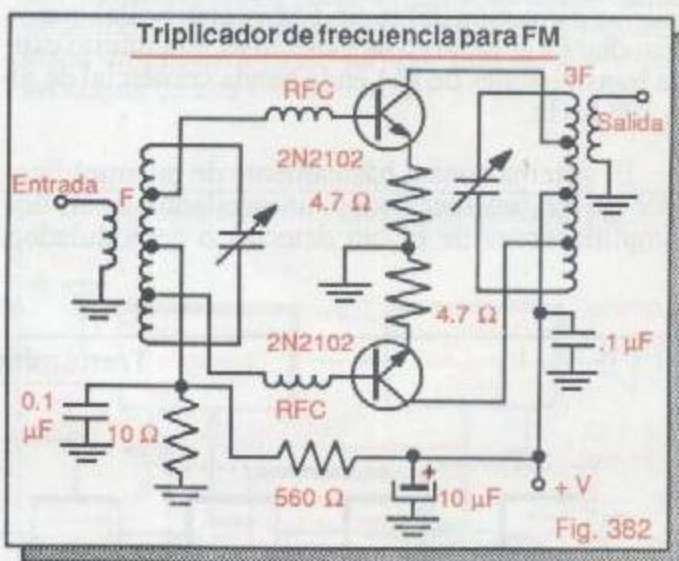 Triplicador de frecuencia para FM
RFC
3F
Salida
2N2102
4.7 Ω
Entrada
F
4.7 Ω
2N2102
.1 µF
0.1
µF
10 Ω
RFC
560 Ω
+
10 µF
+ V
Fig. 382